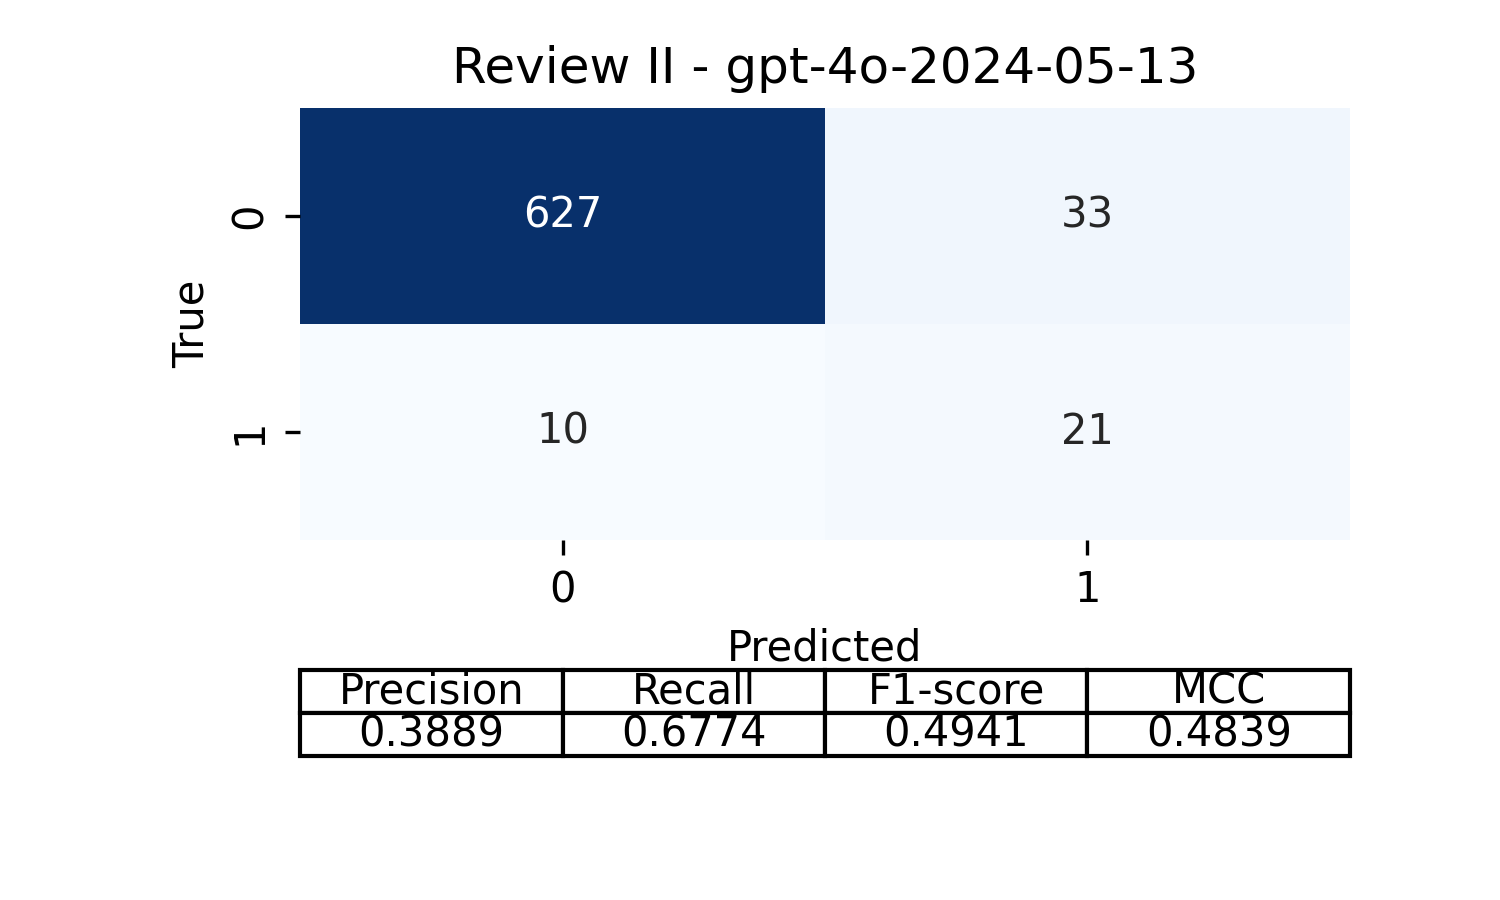 Review II - gpt-4o-2024-05-13
0
627
33
True
1
10
21
0
1
Predicted
Precision Recall F1-score MCC
0.3889 0.6774 0.4941 0.4839